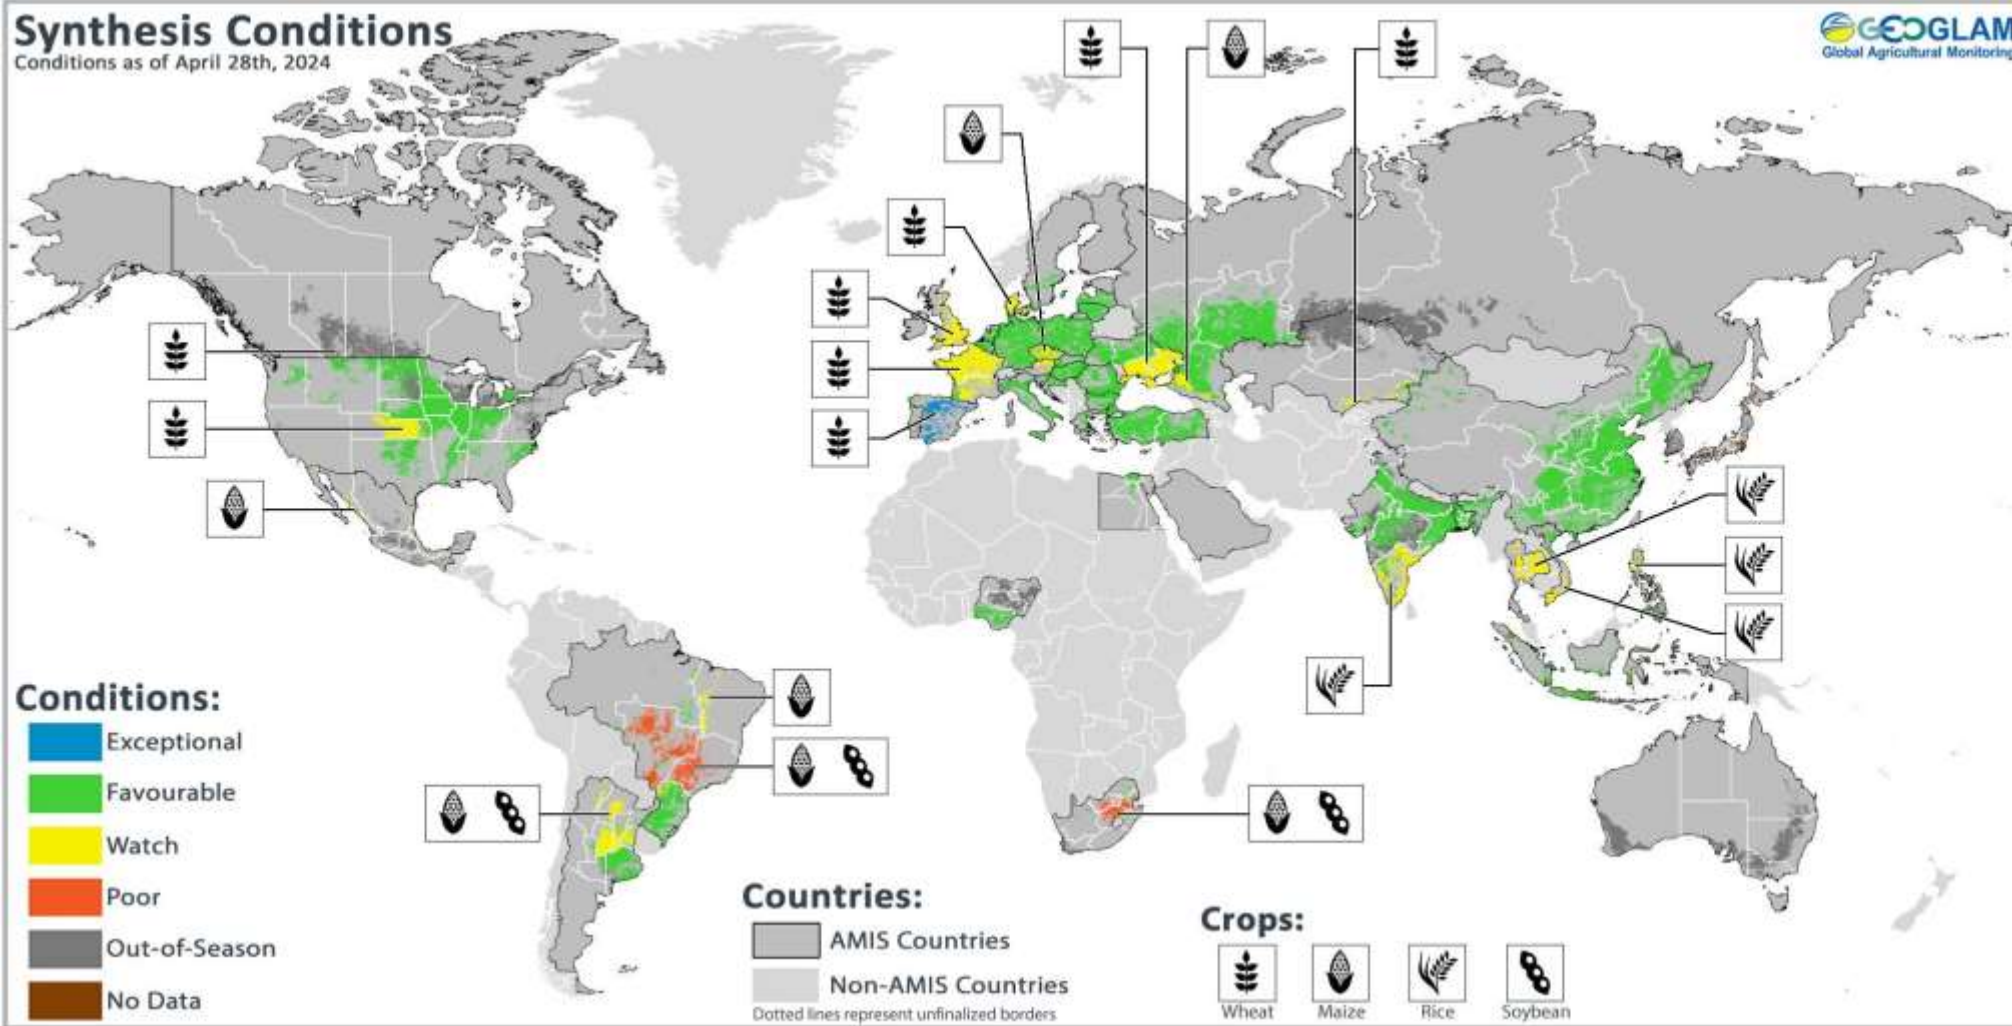 Synthesis Conditions
Conditions as of April 28th, 2024
GEOGLAM
Global Agricultural Monitoring
Conditions:
Exceptional
Favourable
Watch
Poor
Out-of-Season
No Data
Countries:
AMIS Countries
Non-AMIS Countries
Dotted lines represent unfinalized borders
Crops:
Wheat
Maize
Rice
Soybean